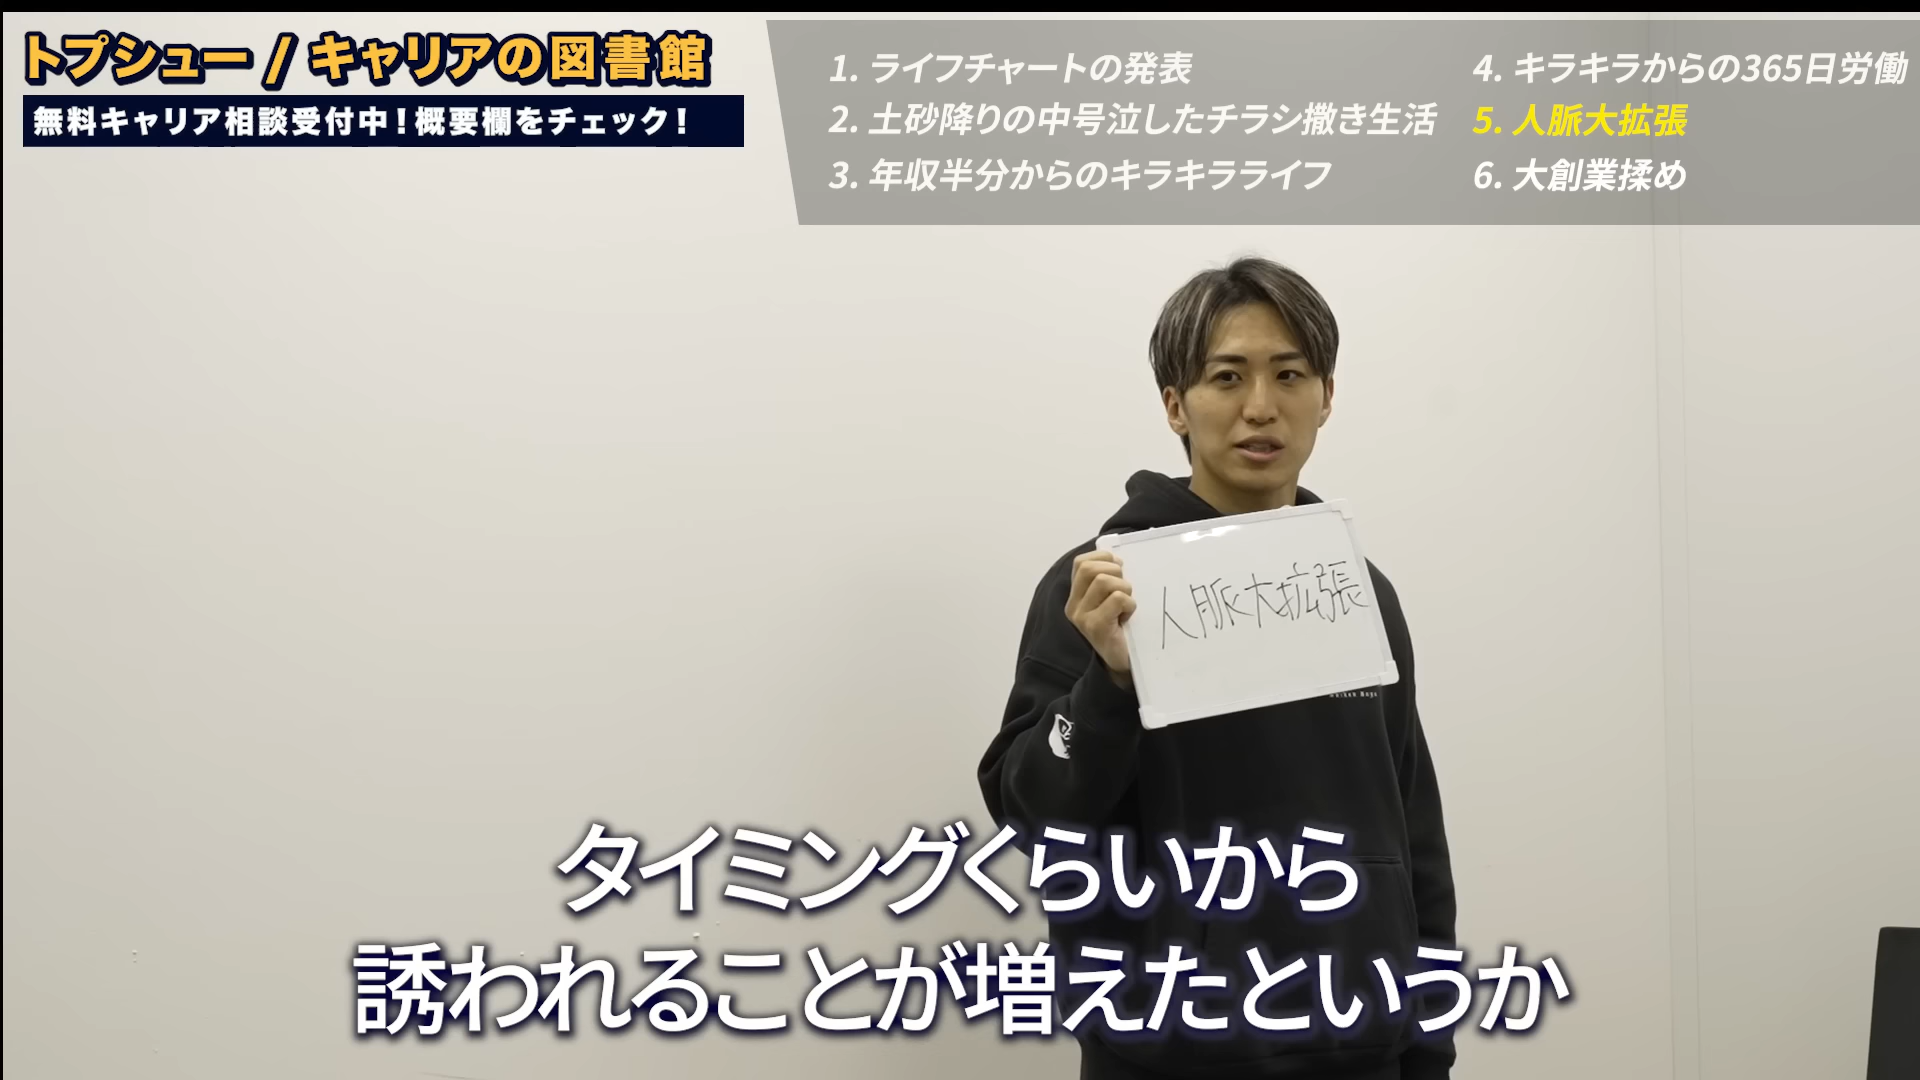 トプシュー / キャリアの図書館
無料キャリア相談受付中！概要欄をチェック！
1. ライフチャートの発表
2. 土砂降りの中号泣したチラシ撒き生活
3. 年収半分からのキラキラライフ
4. キラキラからの365日労働
5. 人脈大拡張
6. 大創業揉め
人脈大拡張
タイミングくらいから
誘われることが増えたというか